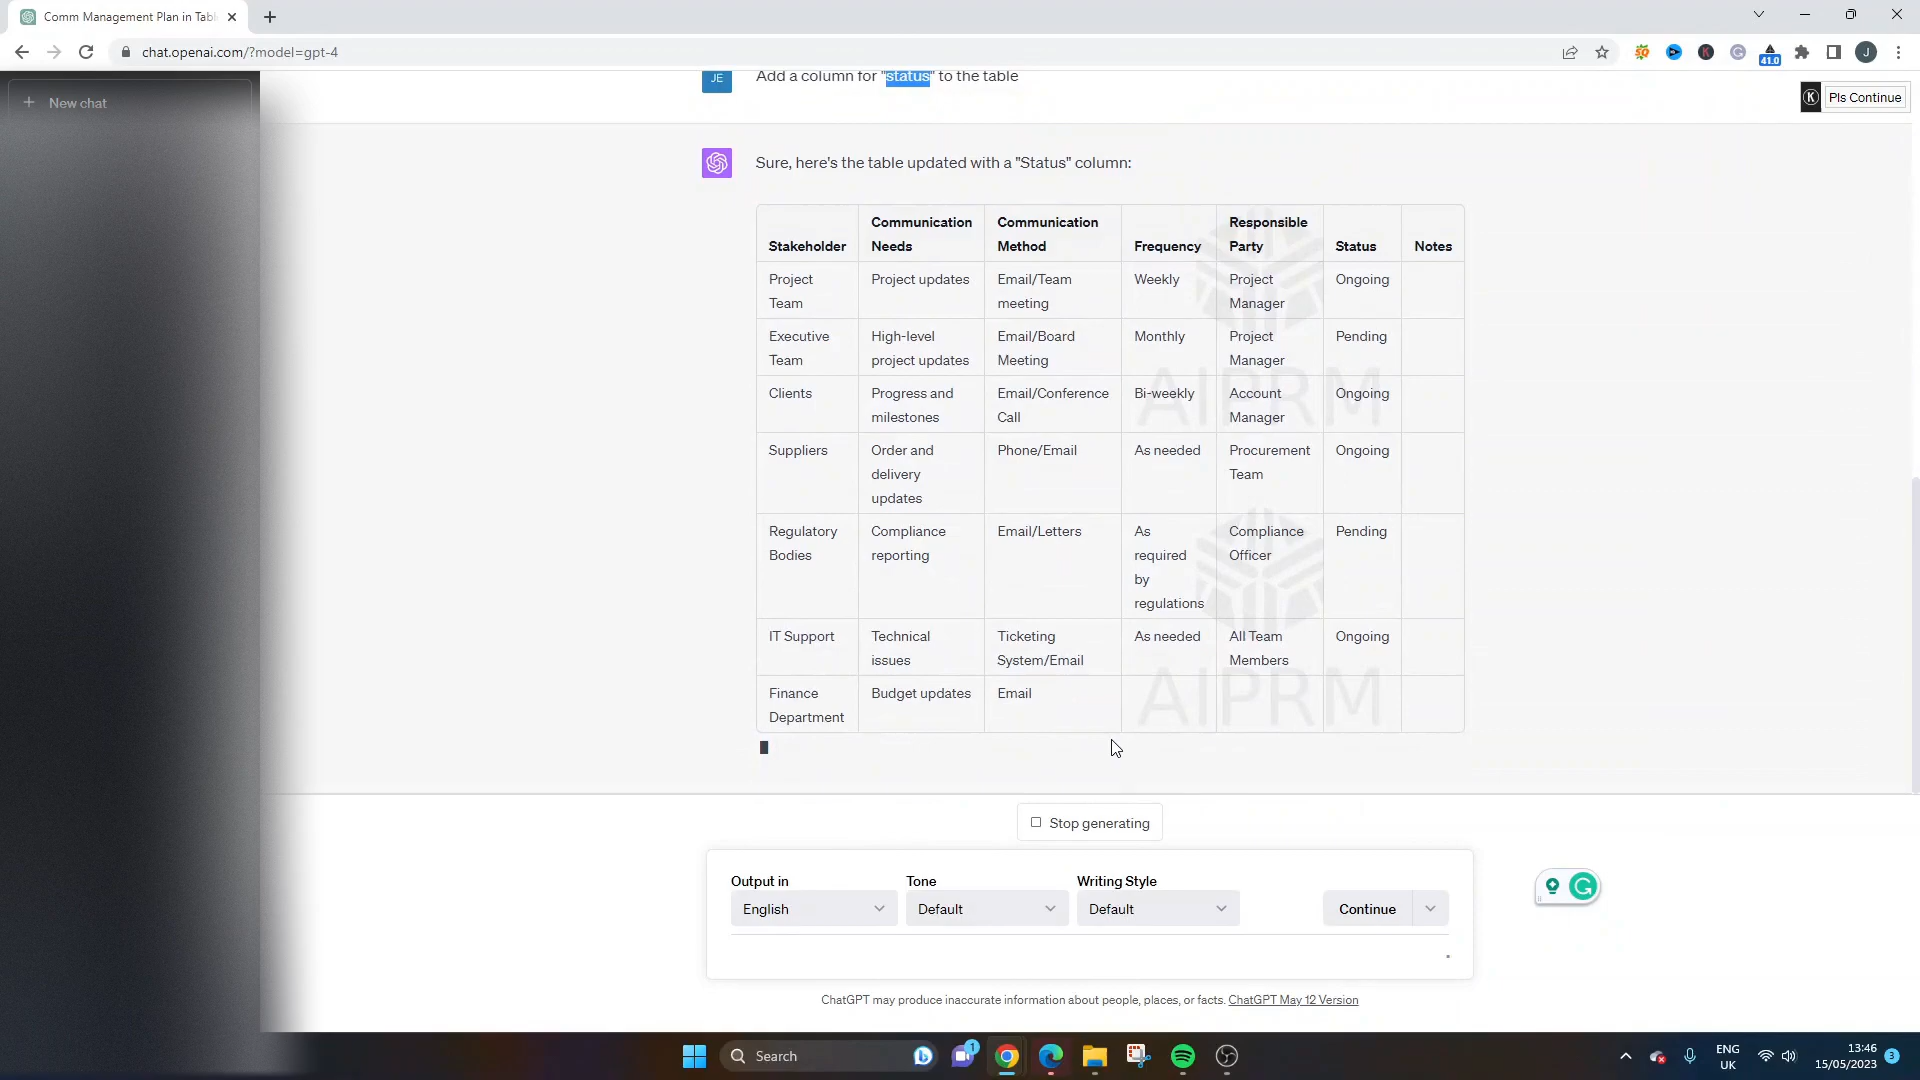 Comm Management Plan in Tabl
chat.openai.com/?model=gpt-4
41.0
J
New chat
JE
Add a column for "status" to the table
K
Pls Continue
Sure, here's the table updated with a "Status" column:
Stakeholder Communication Needs Communication Method Frequency Responsible Party Status Notes
Project Team Project updates Email/Team meeting Weekly Project Manager Ongoing
Executive Team High-level project updates Email/Board Meeting Monthly Project Manager Pending
Clients Progress and milestones Email/Conference Call Bi-weekly Account Manager Ongoing
Suppliers Order and delivery updates Phone/Email As needed Procurement Team Ongoing
Regulatory Bodies Compliance reporting Email/Letters As required by regulations Compliance Officer Pending
IT Support Technical issues Ticketing System/Email As needed All Team Members Ongoing
Finance Department Budget updates Email
AIPRM
AIPRM
Stop generating
Output in Tone Writing Style
English Default Default Continue
ChatGPT may produce inaccurate information about people, places, or facts. ChatGPT May 12 Version
Search
1
ENG
UK
13:46
15/05/2023
3